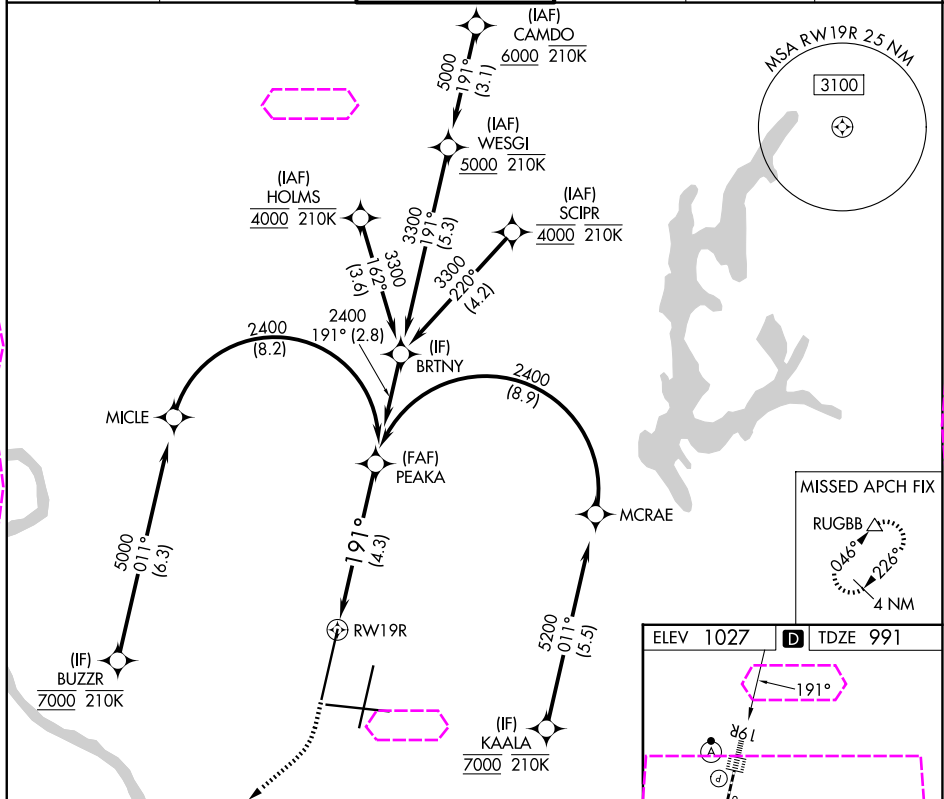 (IAF)
CAMDO
6000 210K
5000
191°
(3.1)
MSA RW19R 25 NM
3100
(IAF)
WESGI
5000 210K
(IAF)
HOLMS
4000 210K
(IAF)
SCIPR
4000 210K
3300
191°
(5.3)
3300
162°
(3.6)
3300
220°
(4.2)
2400
191° (2.8)
(IF)
BRTNY
2400
(8.2)
2400
(8.9)
MICLE
(FAF)
PEAKA
MCRAE
191°
(4.3)
5000
011°
(6.3)
5200
011°
(5.5)
RW19R
(IF)
BUZZR
7000 210K
(IF)
KAALA
7000 210K
MISSED APCH FIX
RUGBB
046°
226°
4 NM
ELEV 1027 D TDZE 991
191°
19R
A
P